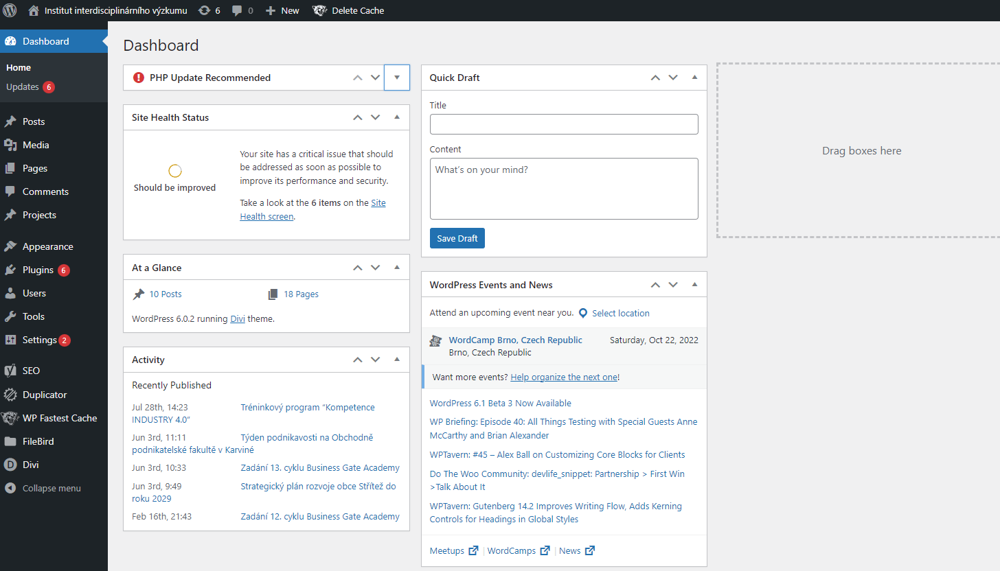 Institut interdisciplinárního výzkumu 6 0 New Delete Cache
Dashboard
Home
Updates 6
Posts
Media
Pages
Comments
Projects
Appearance
Plugins 6
Users
Tools
Settings 2
SEO
Duplicator
WP Fastest Cache
FileBird
Divi
Collapse menu
Dashboard
PHP Update Recommended
Site Health Status
Should be improved
Your site has a critical issue that should
be addressed as soon as possible to
improve its performance and security.
Take a look at the 6 items on the Site
Health screen.
At a Glance
10 Posts 18 Pages
WordPress 6.0.2 running Divi theme.
Activity
Recently Published
Jul 28th, 14:23 Tréninkový program “Kompetence
INDUSTRY 4.0“
Jun 3rd, 11:11 Týden podnikavosti na Obchodně
podnikatelské fakultě v Karviné
Jun 3rd, 10:33 Zadání 13. cyklu Business Gate Academy
Jun 3rd, 9:49 Strategický plán rozvoje obce Střítež do
roku 2029
Feb 16th, 21:43 Zadání 12. cyklu Business Gate Academy
Quick Draft
Title
Content
What’s on your mind?
Save Draft
WordPress Events and News
Attend an upcoming event near you. Select location
WordCamp Brno, Czech Republic Saturday, Oct 22, 2022
Brno, Czech Republic
Want more events? Help organize the next one!
WordPress 6.1 Beta 3 Now Available
WP Briefing: Episode 40: All Things Testing with Special Guests Anne
McCarthy and Brian Alexander
WPTavern: #45 – Alex Ball on Customizing Core Blocks for Clients
Do The Woo Community: devlife_snippet: Partnership > First Win
>Talk About It
WPTavern: Gutenberg 14.2 Improves Writing Flow, Adds Kerning
Controls for Headings in Global Styles
Meetups | WordCamps | News
Drag boxes here